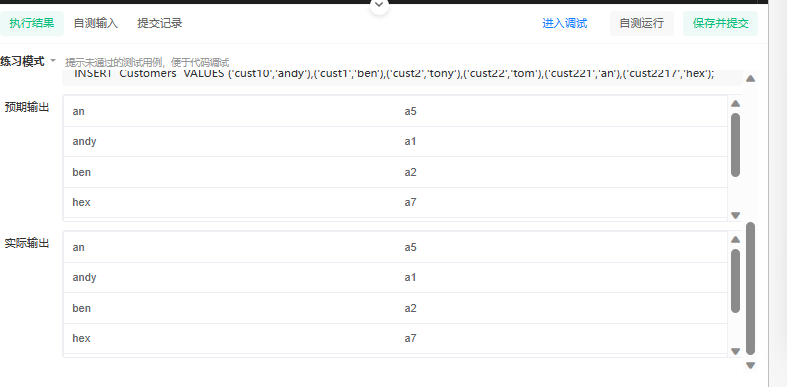 执行结果 自测输入 提交记录 进入调试 自测运行 保存并提交
练习模式 提示未通过的测试用例，便于代码调试
INSERT Customers VALUES ('cust10','andy'),('cust1','ben'),('cust2','tony'),('cust22','tom'),('cust221','an'),('cust2217','hex');
预期输出
an a5
andy a1
ben a2
hex a7
实际输出
an a5
andy a1
ben a2
hex a7